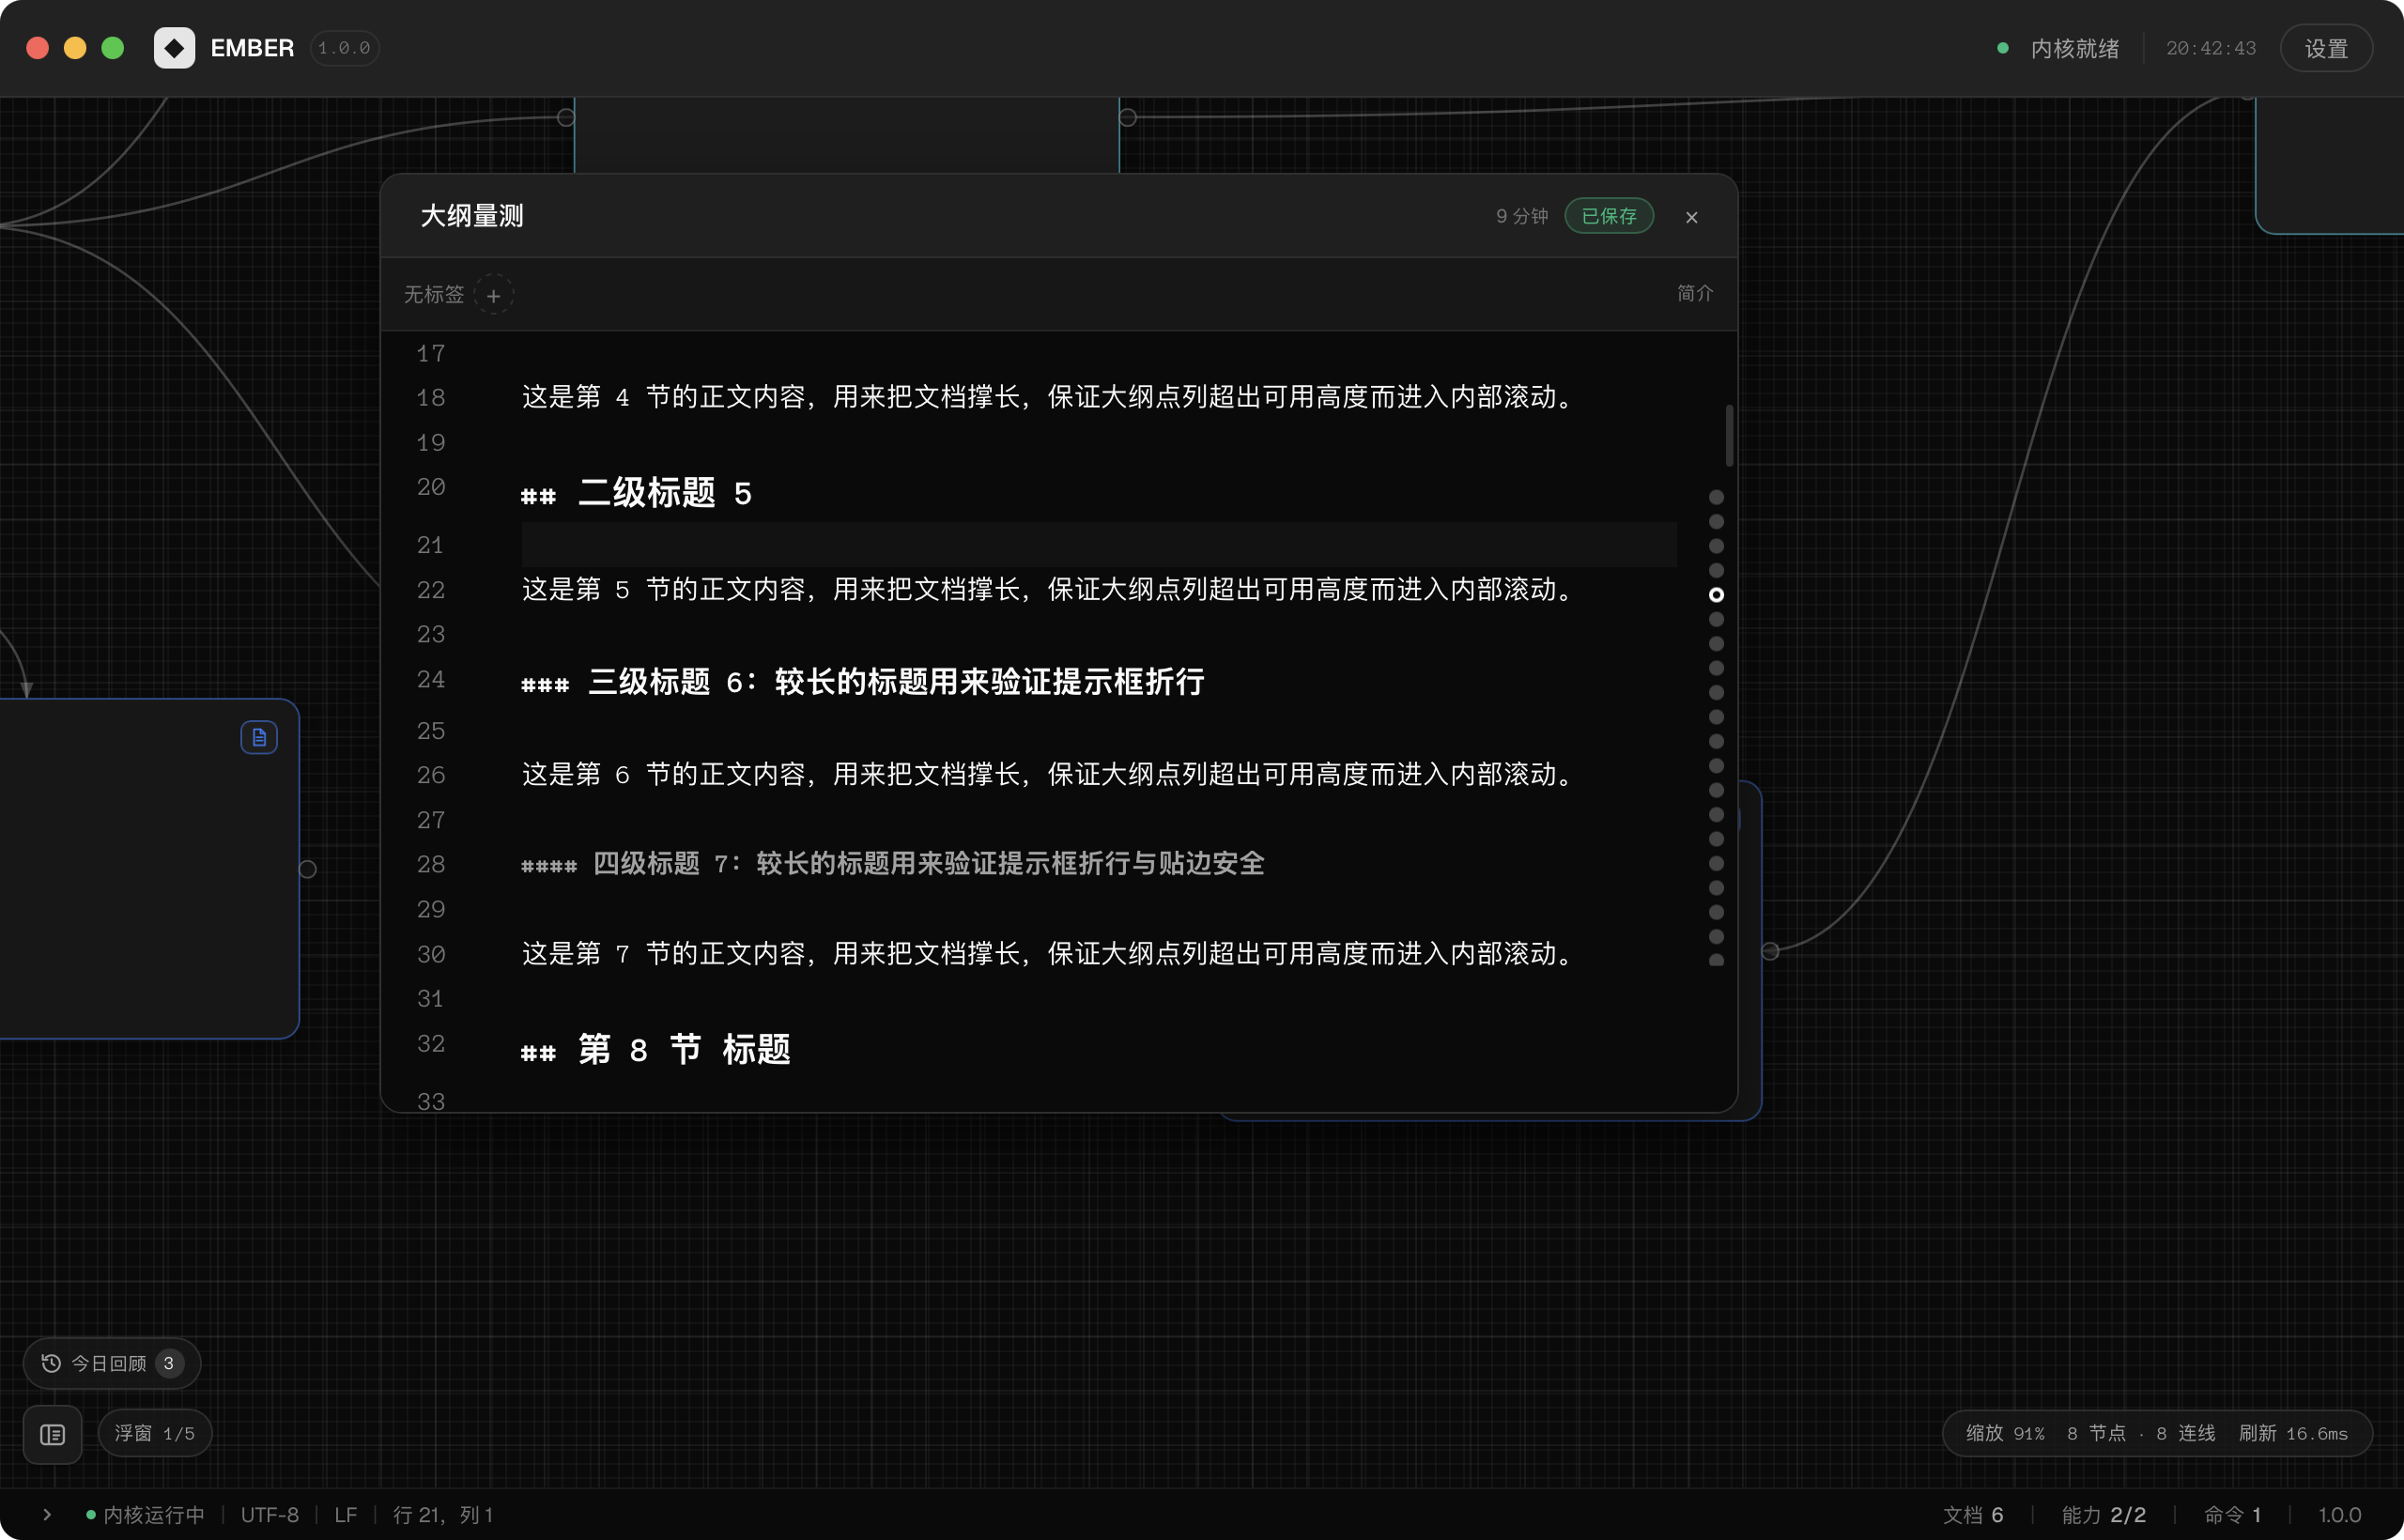 EMBER 1.0.0 内核就绪 20:42:43 设置
大纲量测 9 分钟 已保存 ×
无标签 + 简介
17
18 这是第 4 节的正文内容，用来把文档撑长，保证大纲点列超出可用高度而进入内部滚动。
19
20 ## 二级标题 5
21
22 这是第 5 节的正文内容，用来把文档撑长，保证大纲点列超出可用高度而进入内部滚动。
23
24 ### 三级标题 6：较长的标题用来验证提示框折行
25
26 这是第 6 节的正文内容，用来把文档撑长，保证大纲点列超出可用高度而进入内部滚动。
27
28 #### 四级标题 7：较长的标题用来验证提示框折行与贴边安全
29
30 这是第 7 节的正文内容，用来把文档撑长，保证大纲点列超出可用高度而进入内部滚动。
31
32 ## 第 8 节 标题
33
今日回顾 3
浮窗 1/5 缩放 91% 8 节点 · 8 连线 刷新 16.6ms
内核运行中 UTF-8 LF 行 21，列 1 文档 6 能力 2/2 命令 1 1.0.0